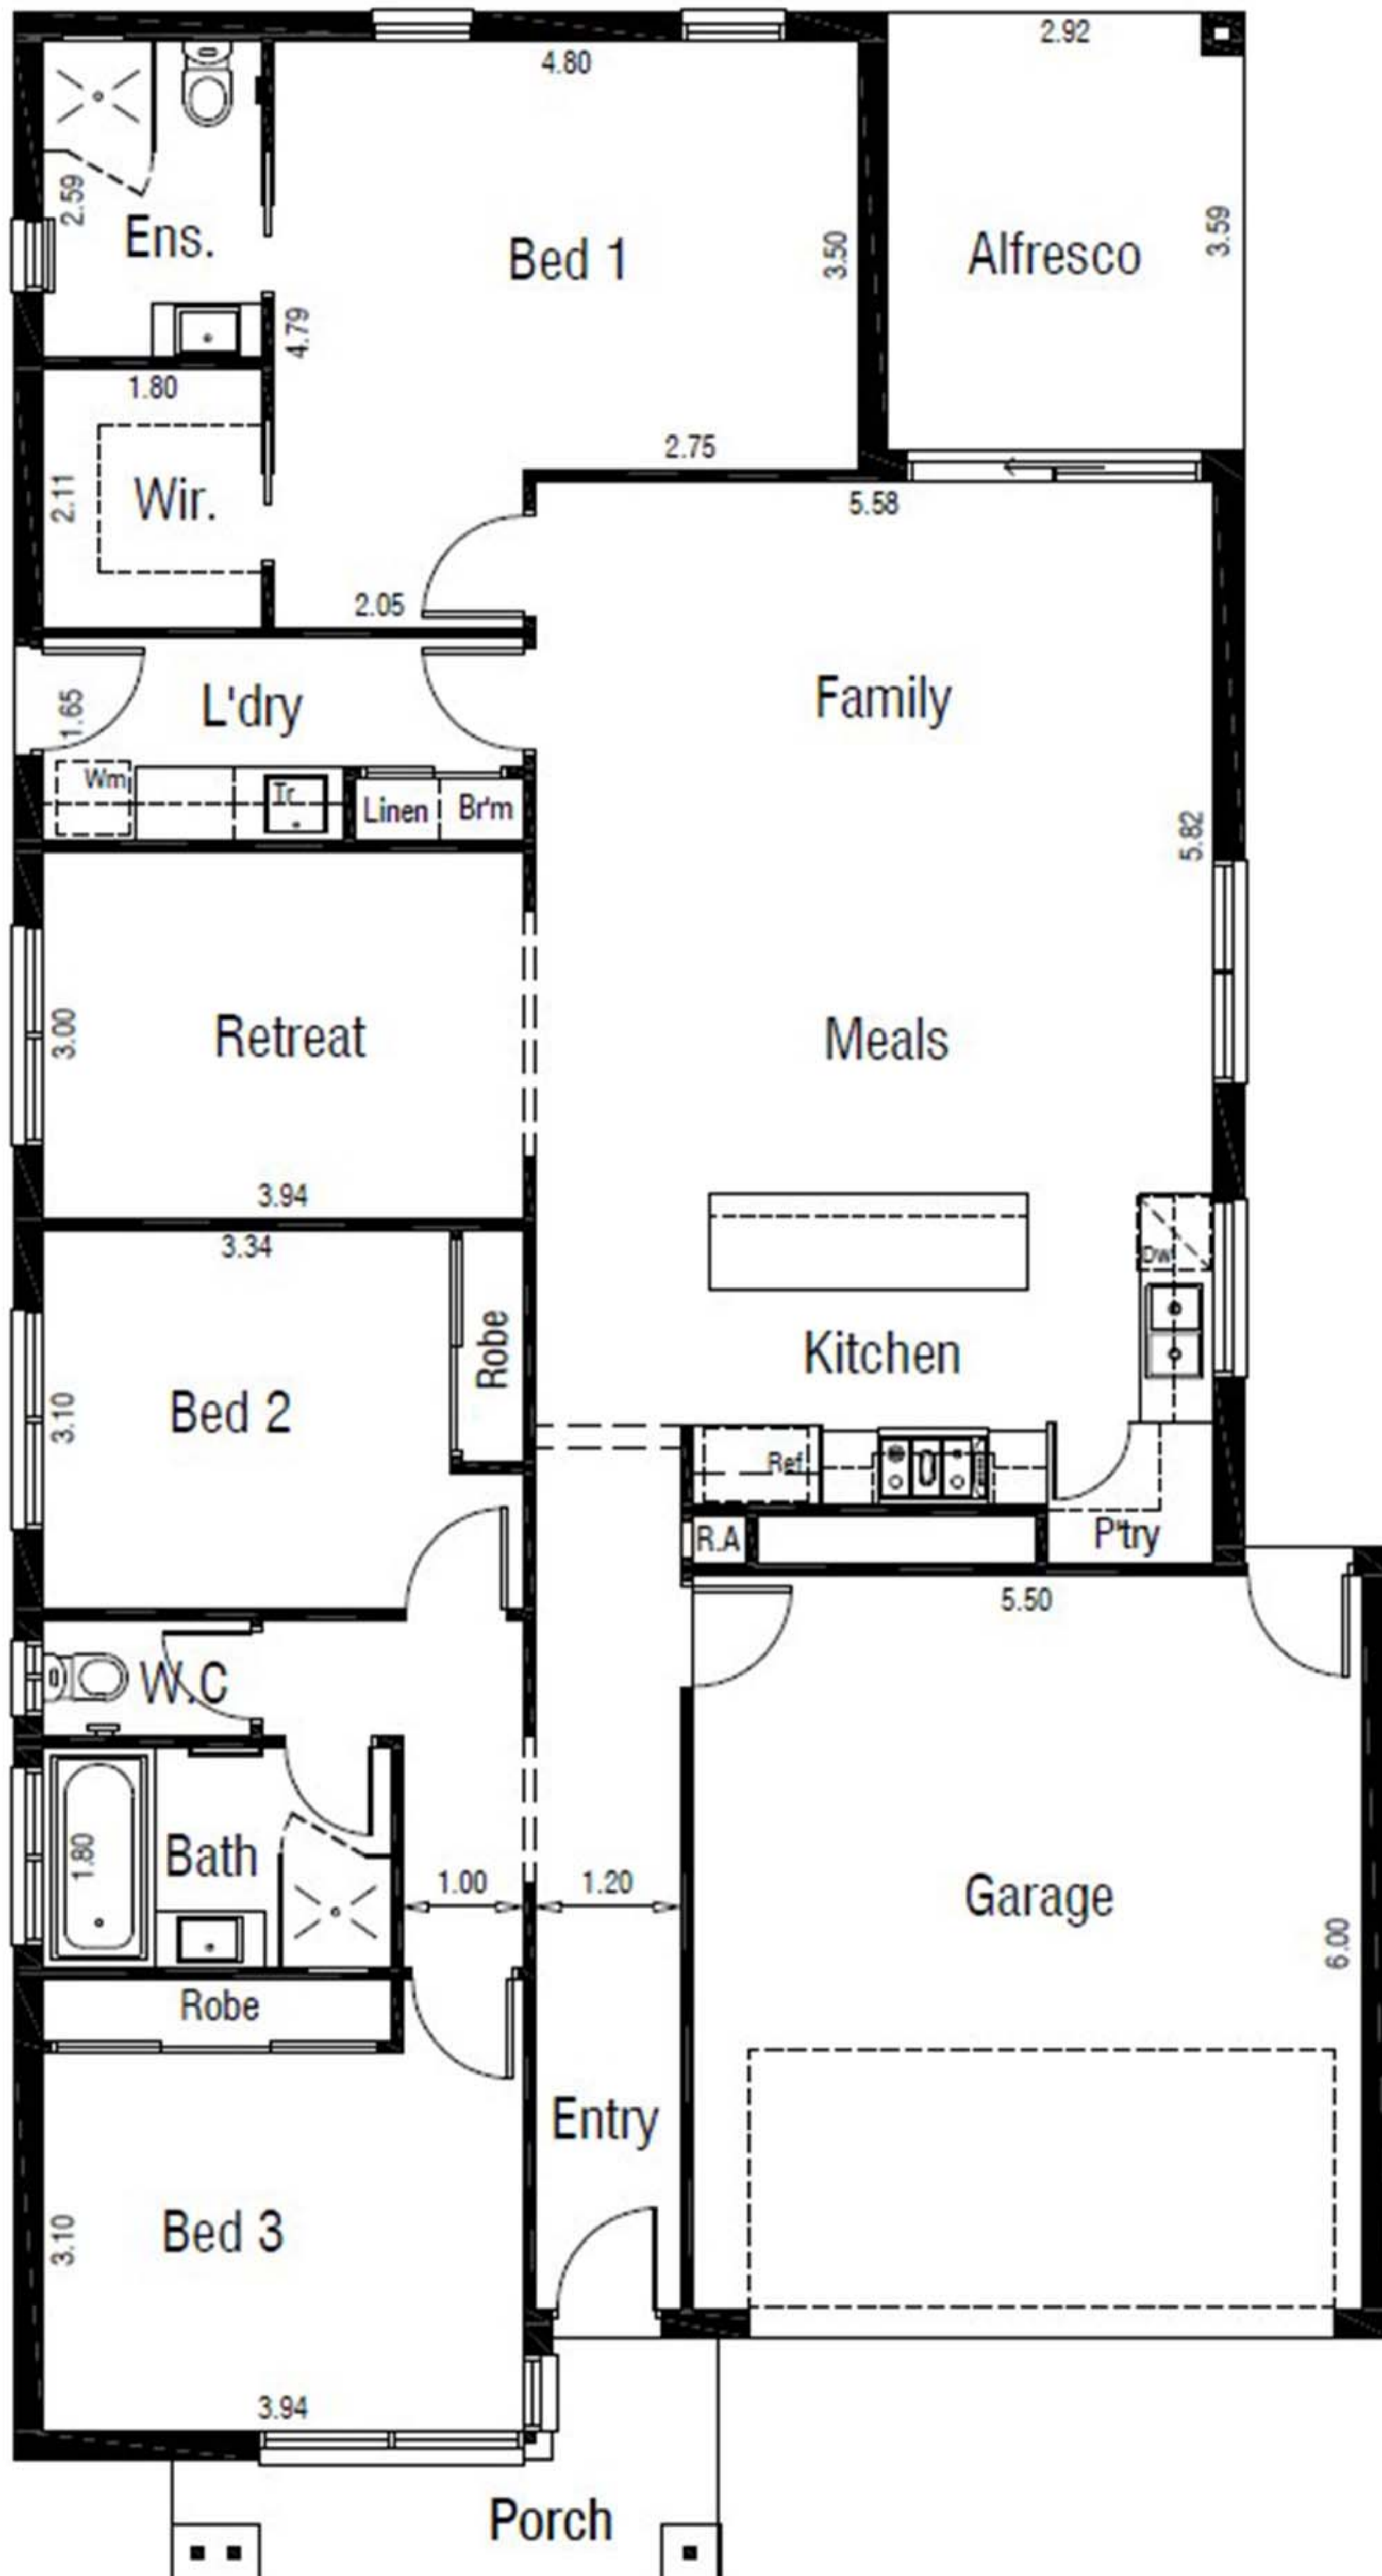 2.92
4.80
2.59
Ens.
Bed 1
3.50
Alfresco
3.59
4.79
1.80
2.75
2.11
Wir.
5.58
2.05
1.65
L'dry
Family
Wm
Tr
Linen
Br'm
5.82
3.00
Retreat
Meals
3.94
3.34
Dw
Robe
Kitchen
3.10
Bed 2
Ref
R.A
P'try
5.50
W.C
1.80
Bath
1.00
1.20
Garage
6.00
Robe
Entry
3.10
Bed 3
3.94
Porch